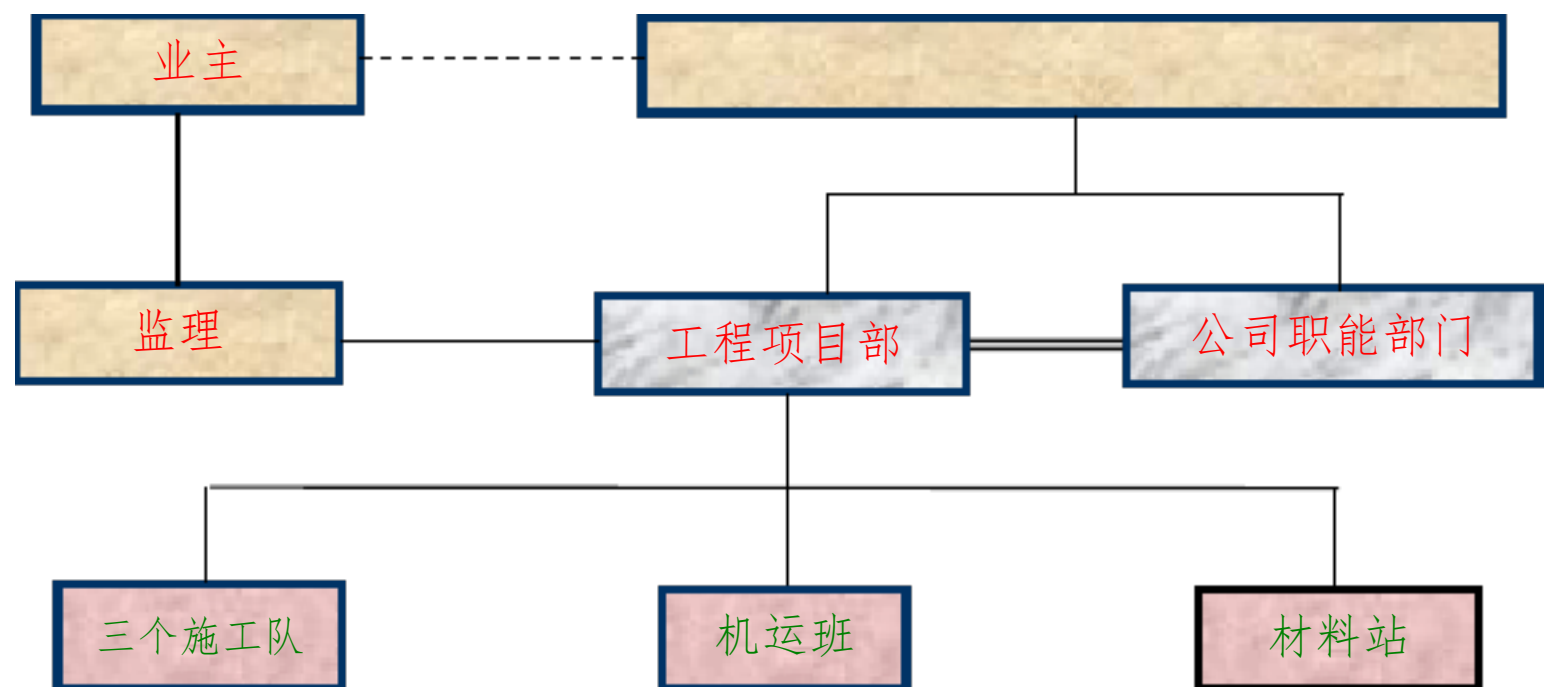 业主
监理
工程项目部
公司职能部门
三个施工队
机运班
材料站